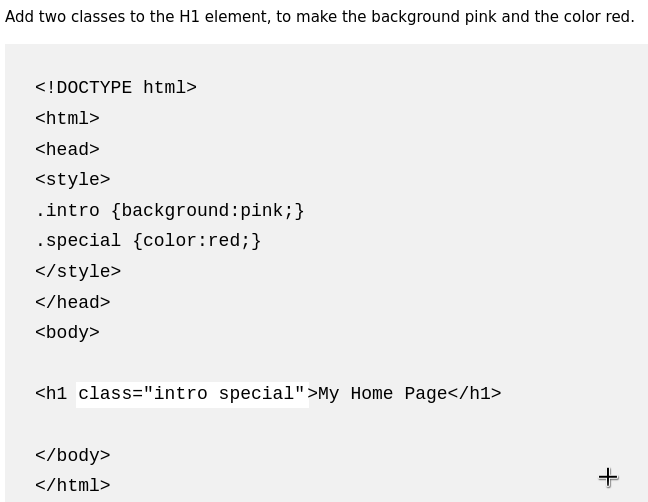 Add two classes to the H1 element, to make the background pink and the color red.
<!DOCTYPE html>
<html>
<head>
<style>
.intro {background:pink;}
.special {color:red;}
</style>
</head>
<body>
<h1 class="intro special">My Home Page</h1>
</body>
</html>